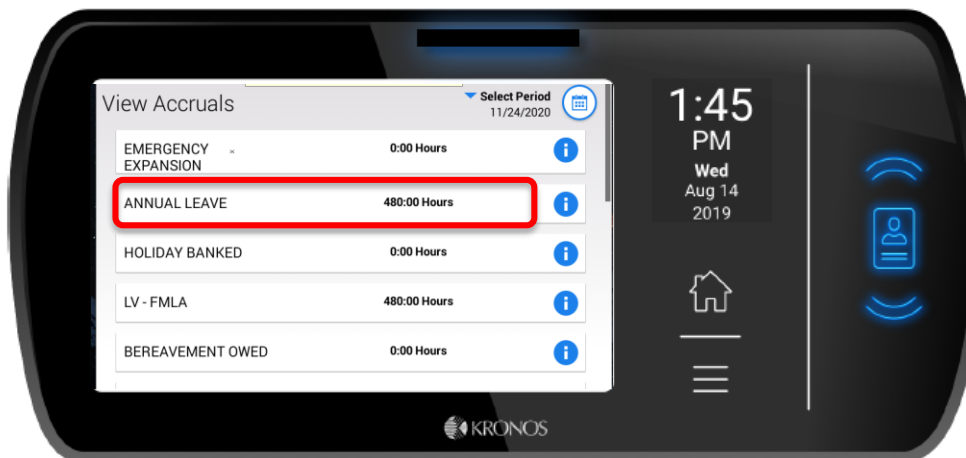 View Accruals
Select Period
11/24/2020
EMERGENCY EXPANSION 0:00 Hours
ANNUAL LEAVE 480:00 Hours
HOLIDAY BANKED 0:00 Hours
LV - FMLA 480:00 Hours
BEREAVEMENT OWED 0:00 Hours
1:45
PM
Wed
Aug 14
2019
KRONOS